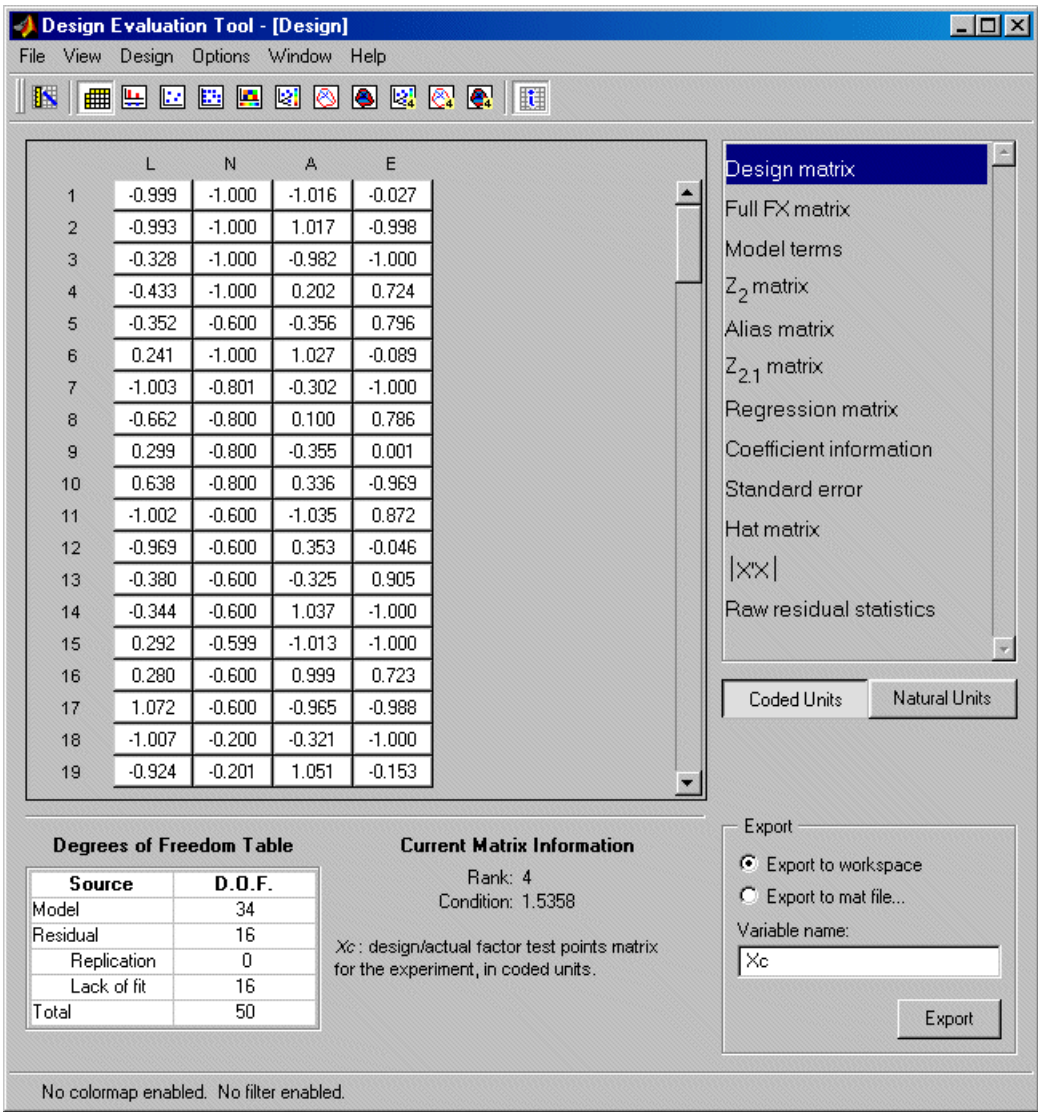 Design Evaluation Tool - [Design]
File View Design Options Window Help
L N A E
1 -0.999 -1.000 -1.016 -0.027
2 -0.993 -1.000 1.017 -0.998
3 -0.328 -1.000 -0.982 -1.000
4 -0.433 -1.000 0.202 0.724
5 -0.352 -0.600 -0.356 0.796
6 0.241 -1.000 1.027 -0.089
7 -1.003 -0.801 -0.302 -1.000
8 -0.662 -0.800 0.100 0.786
9 0.299 -0.800 -0.355 0.001
10 0.638 -0.800 0.336 -0.969
11 -1.002 -0.600 -1.035 0.872
12 -0.969 -0.600 0.353 -0.046
13 -0.380 -0.600 -0.325 0.905
14 -0.344 -0.600 1.037 -1.000
15 0.292 -0.599 -1.013 -1.000
16 0.280 -0.600 0.999 0.723
17 1.072 -0.600 -0.965 -0.988
18 -1.007 -0.200 -0.321 -1.000
19 -0.924 -0.201 1.051 -0.153
Design matrix
Full FX matrix
Model terms
Z2 matrix
Alias matrix
Z2.1 matrix
Regression matrix
Coefficient information
Standard error
Hat matrix
|X'X|
Raw residual statistics
Coded Units Natural Units
Degrees of Freedom Table
Source D.O.F.
Model 34
Residual 16
Replication 0
Lack of fit 16
Total 50
Current Matrix Information
Rank: 4
Condition: 1.5358
Xc : design/actual factor test points matrix
for the experiment, in coded units.
Export
Export to workspace
Export to mat file...
Variable name:
Xc
Export
No colormap enabled. No filter enabled.